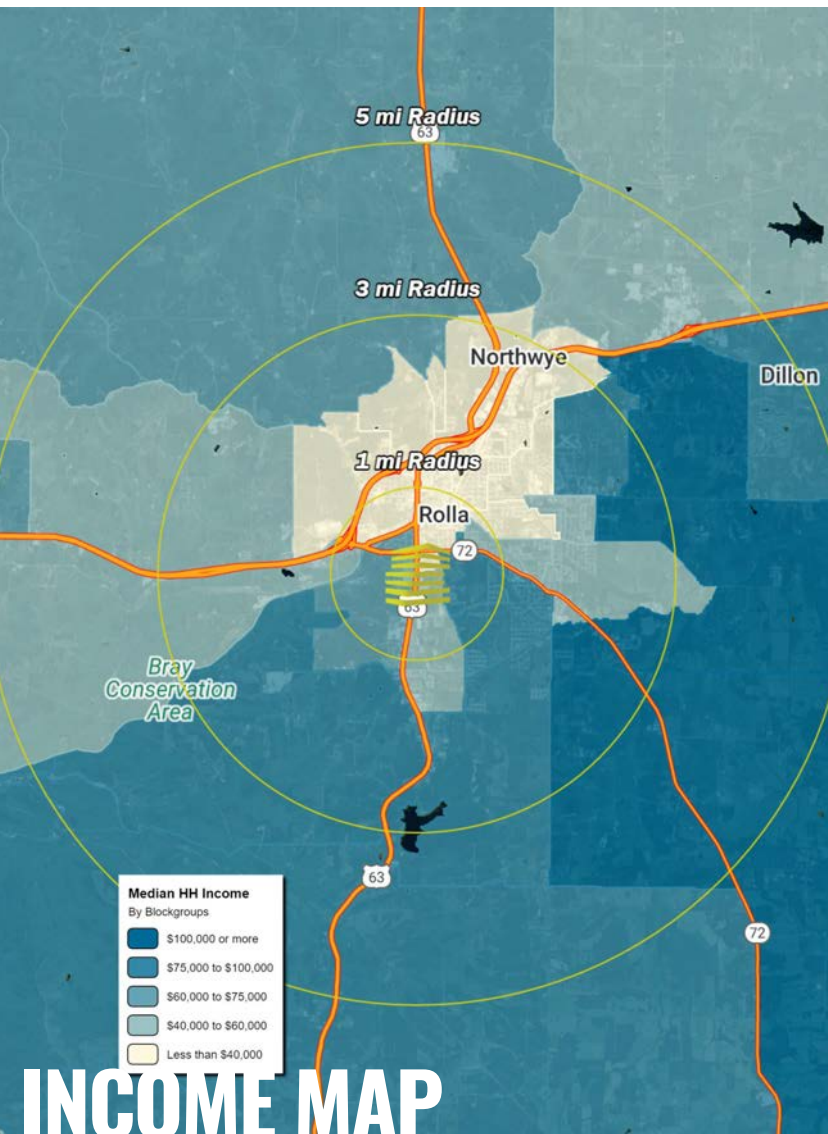 5 mi Radius
63
3 mi Radius
Northwye
Dillon
1 mi Radius
Rolla
72
63
Bray
Conservation
Area
63
72
Median HH Income
By Blockgroups
$100,000 or more
$75,000 to $100,000
$60,000 to $75,000
$40,000 to $60,000
Less than $40,000
INCOME MAP